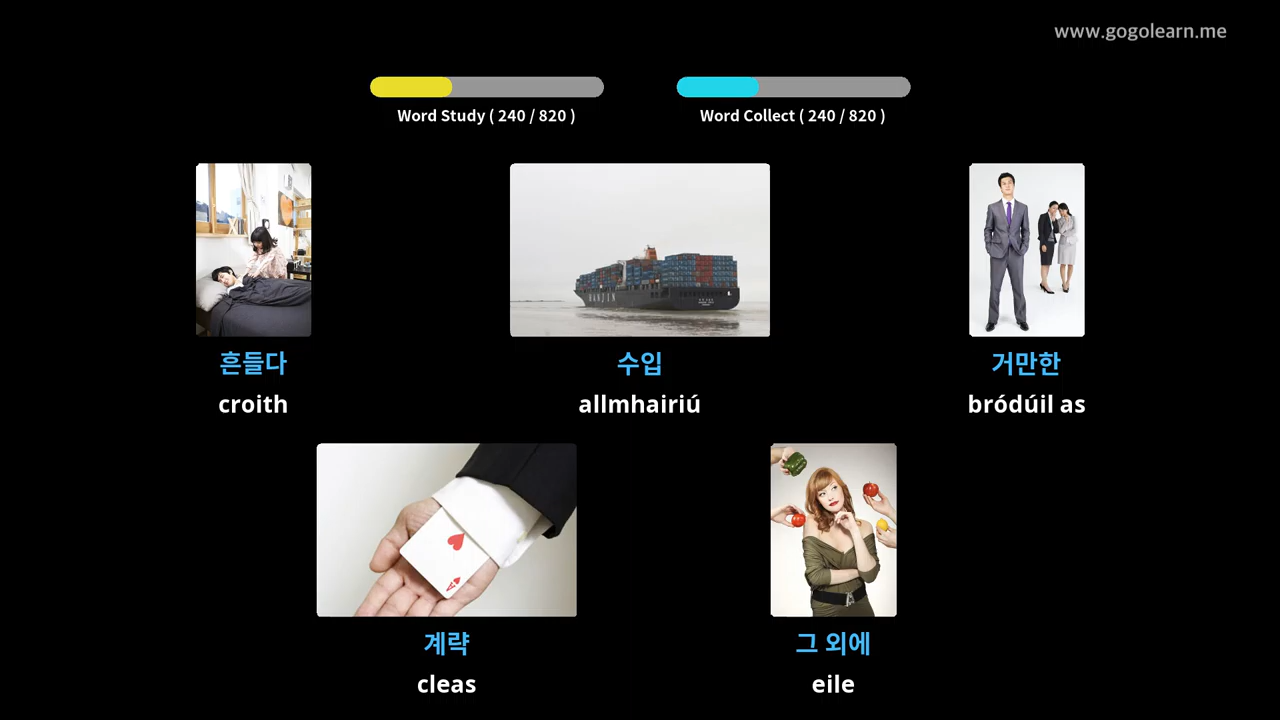 www.gogolearn.me
Word Study ( 240 / 820 )
Word Collect ( 240 / 820 )
HANJIN
흔들다
수입
거만한
croith
allmhairiú
bródúil as
A
계략
그 외에
cleas
eile